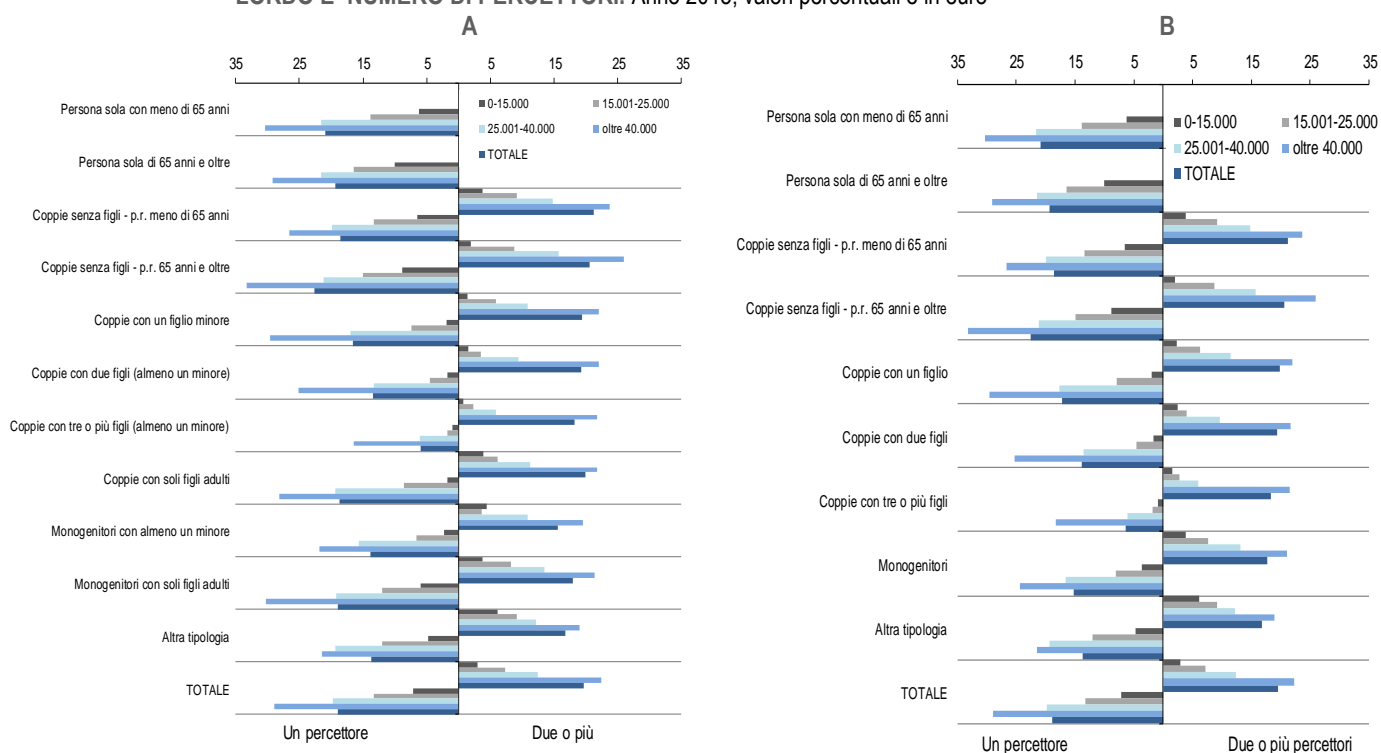 LORDO E NUMERO DI PERCETTORI. Anno 2019, valori percentuali e in euro
A
35 25 15 5 5 15 25 35
0-15.000 15.001-25.000
25.001-40.000 oltre 40.000
TOTALE
Persona sola con meno di 65 anni
Persona sola di 65 anni e oltre
Coppie senza figli - p.r. meno di 65 anni
Coppie senza figli - p.r. 65 anni e oltre
Coppie con un figlio minore
Coppie con due figli (almeno un minore)
Coppie con tre o più figli (almeno un minore)
Coppie con soli figli adulti
Monogenitori con almeno un minore
Monogenitori con soli figli adulti
Altra tipologia
TOTALE
Un percettore Due o più
B
35 25 15 5 5 15 25 35
0-15.000 15.001-25.000
25.001-40.000 oltre 40.000
TOTALE
Persona sola con meno di 65 anni
Persona sola di 65 anni e oltre
Coppie senza figli - p.r. meno di 65 anni
Coppie senza figli - p.r. 65 anni e oltre
Coppie con un figlio
Coppie con due figli
Coppie con tre o più figli
Monogenitori
Altra tipologia
TOTALE
Un percettore Due o più percettori